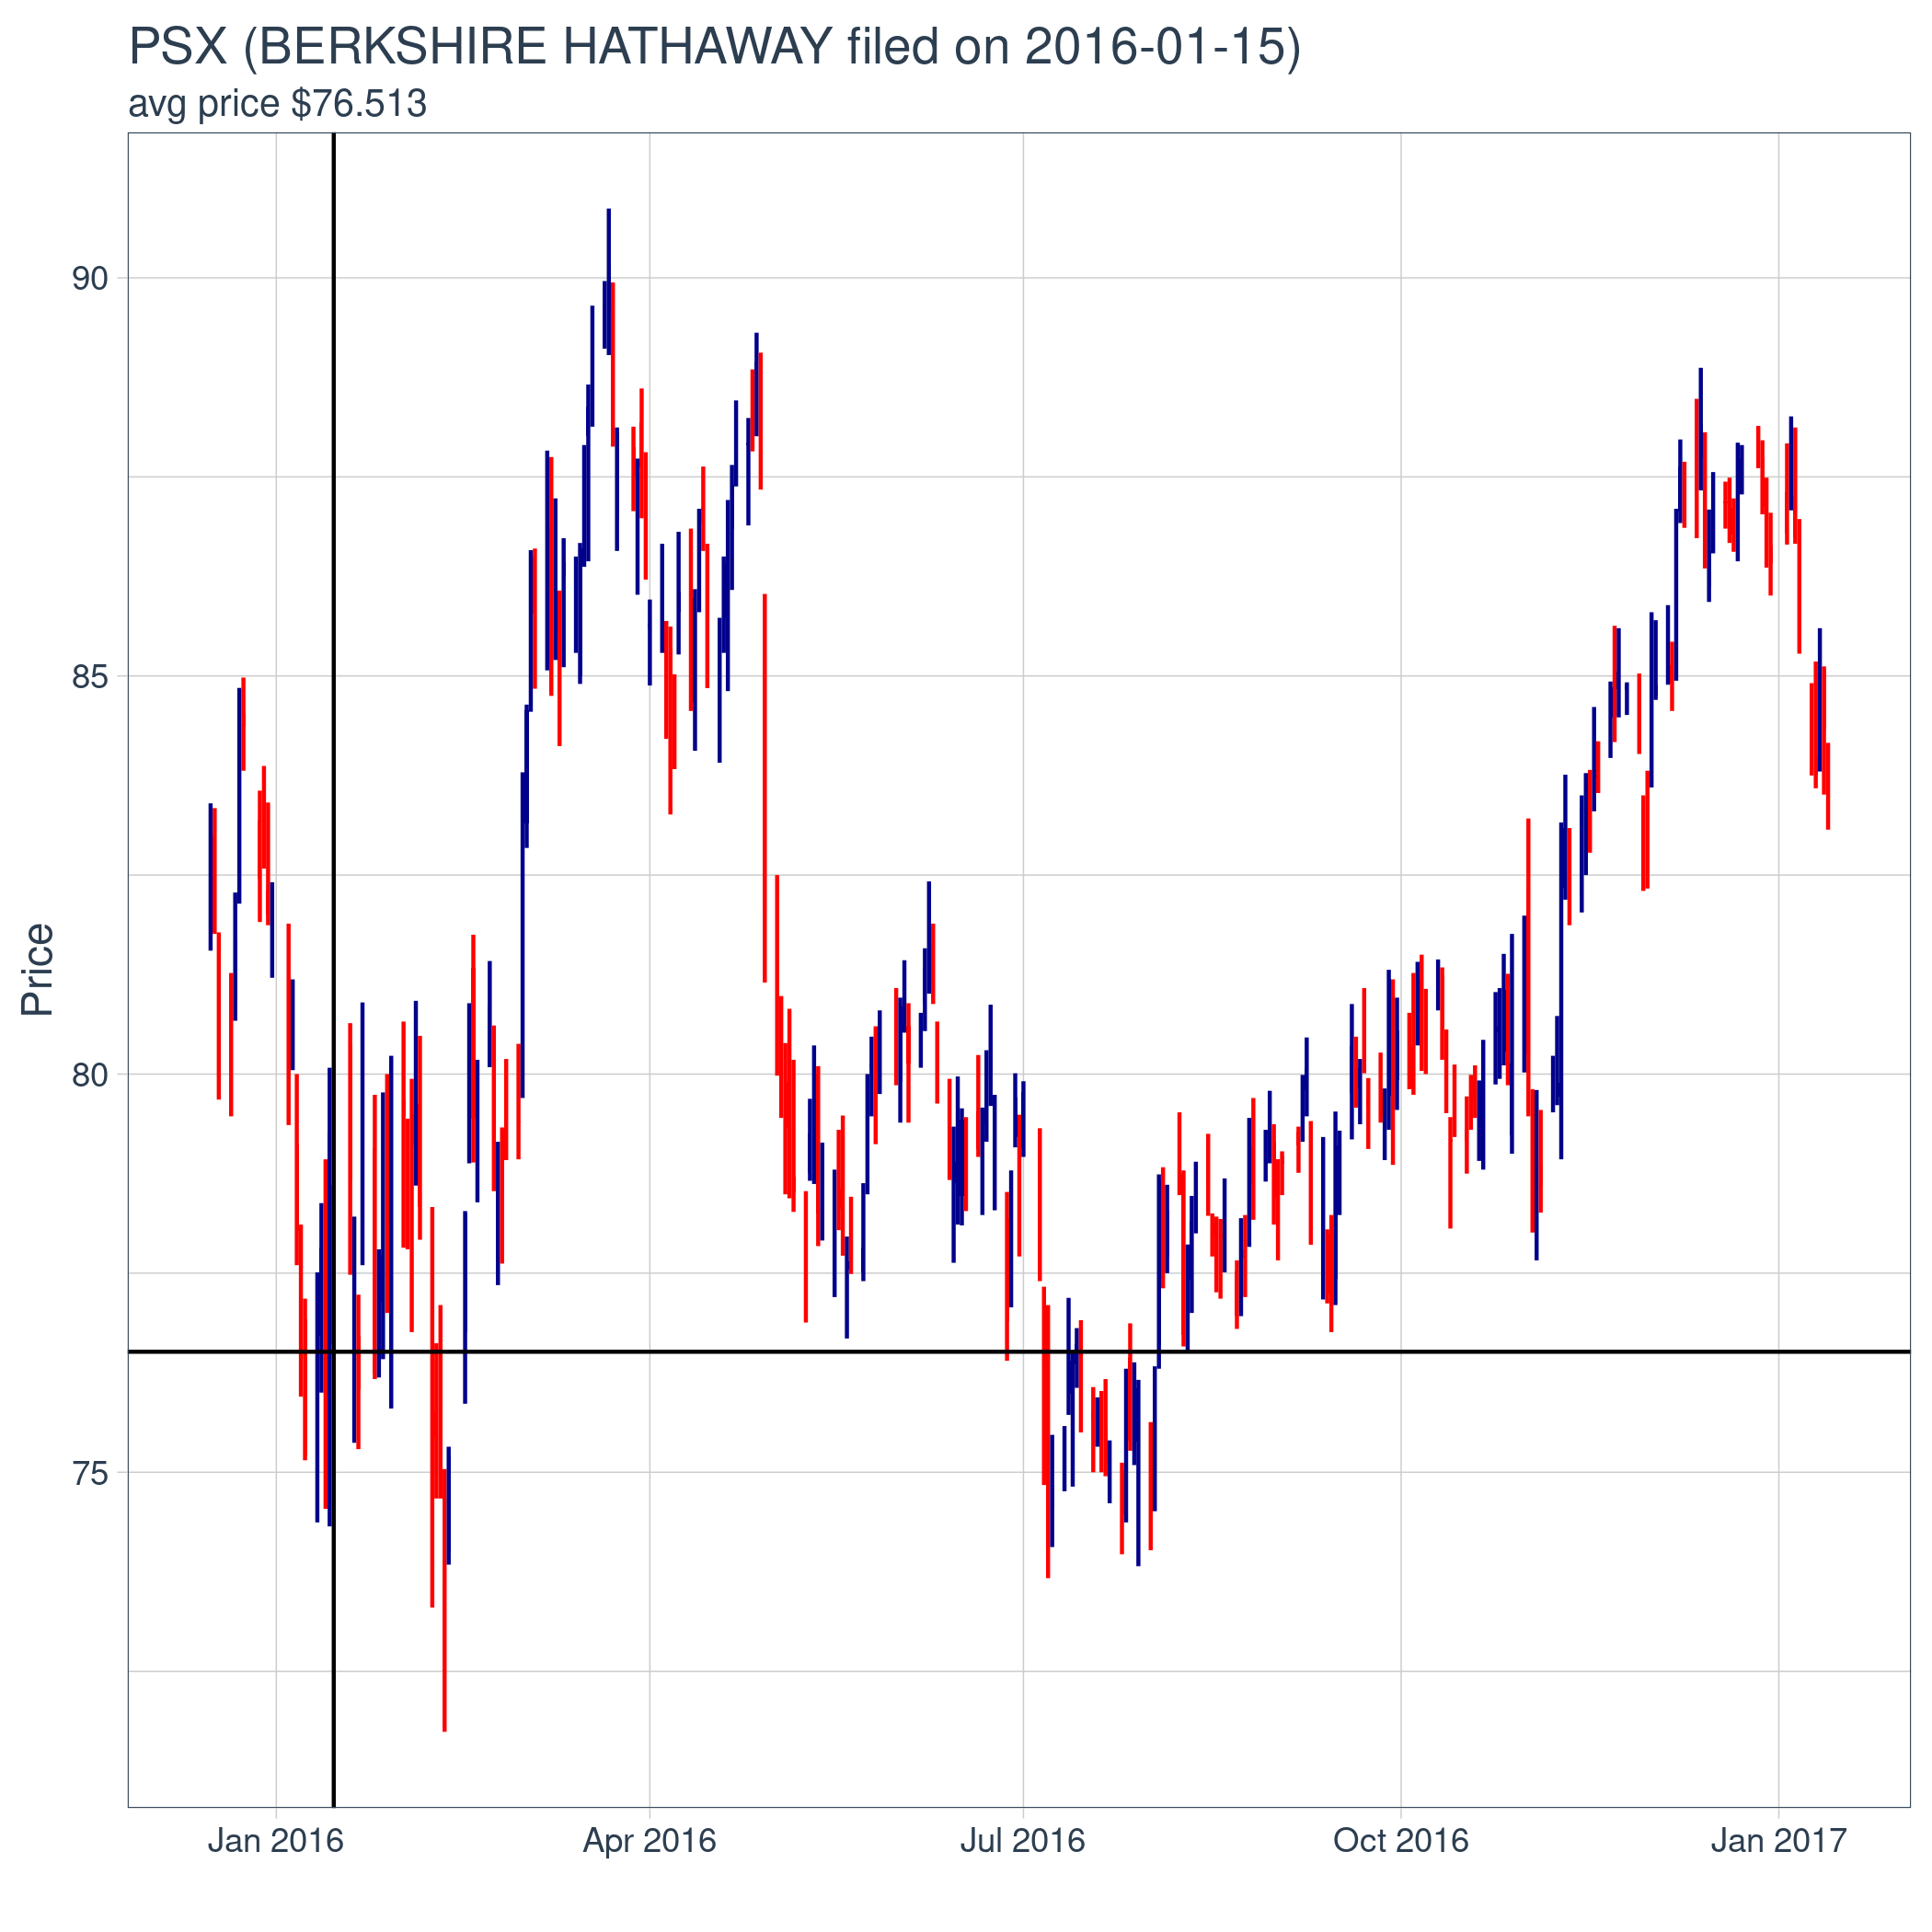 PSX (BERKSHIRE HATHAWAY filed on 2016-01-15)
avg price $76.513
90
85
80
75
Price
Jan 2016
Apr 2016
Jul 2016
Oct 2016
Jan 2017